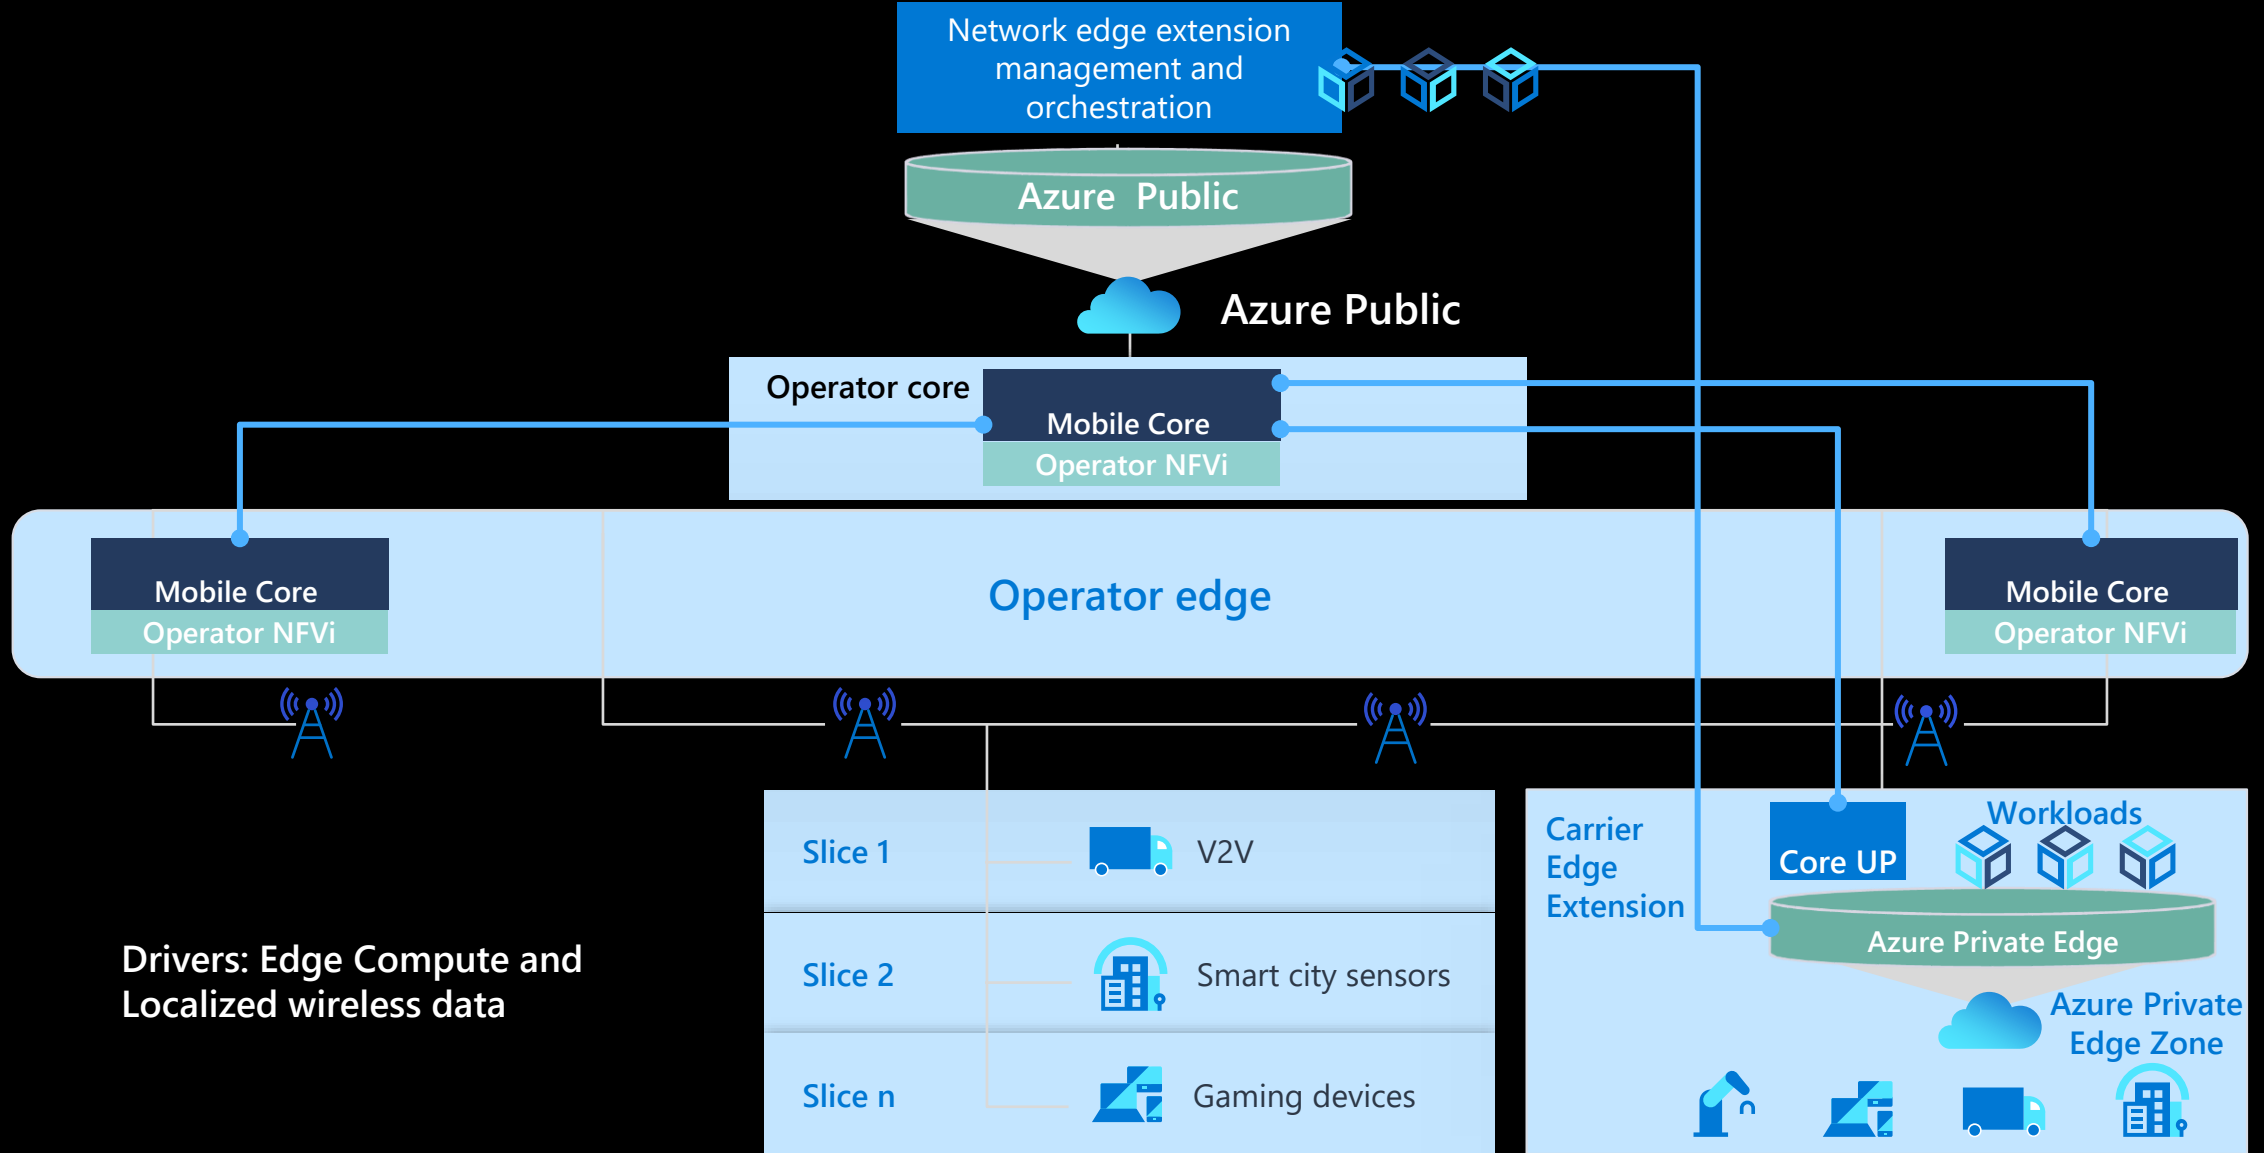 Network edge extension
management and
orchestration
Azure Public
Azure Public
Operator core
Mobile Core
Operator NFVi
Mobile Core
Operator NFVi
Operator edge
Mobile Core
Operator NFVi
Slice 1
V2V
Slice 2
Smart city sensors
Slice n
Gaming devices
Drivers: Edge Compute and
Localized wireless data
Carrier
Edge
Extension
Core UP
Workloads
Azure Private Edge
Azure Private
Edge Zone